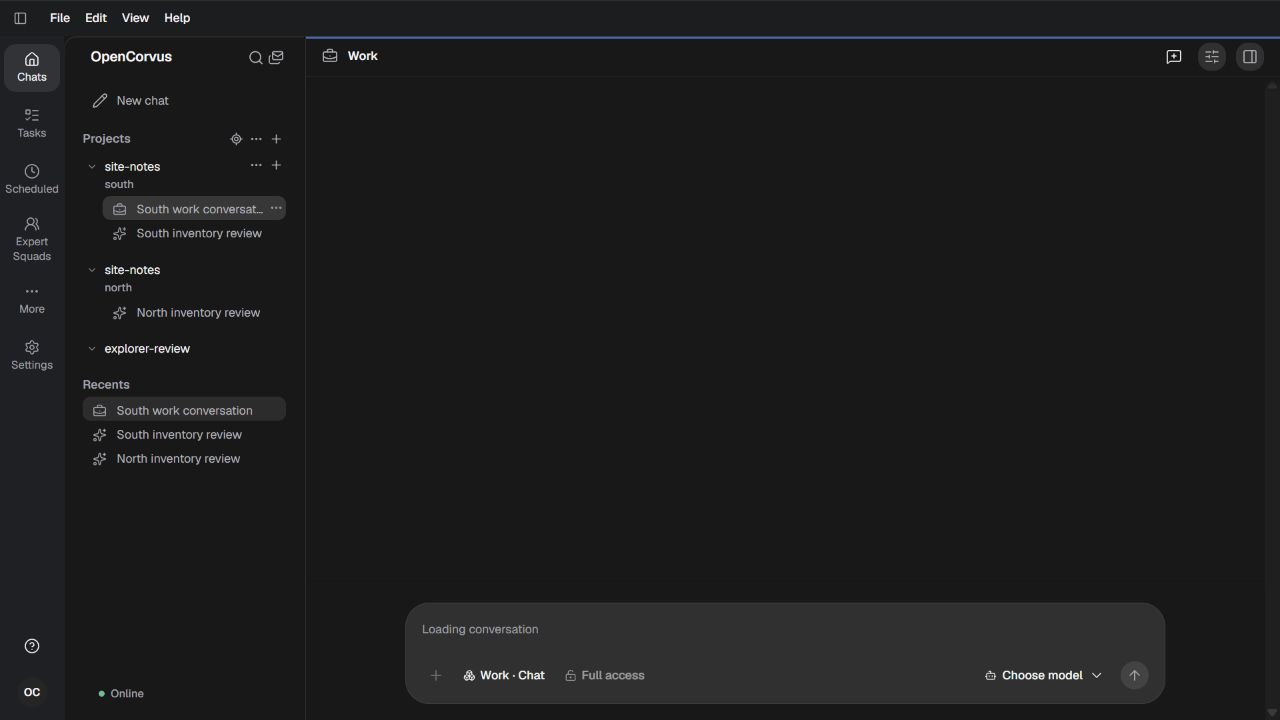 File Edit View Help
OpenCorvus
Work
Chats
Tasks
Scheduled
Expert
Squads
More
Settings
OC
New chat
Projects
site-notes
south
South work conversat...
South inventory review
site-notes
north
North inventory review
explorer-review
Recents
South work conversation
South inventory review
North inventory review
Online
Loading conversation
Work · Chat
Full access
Choose model